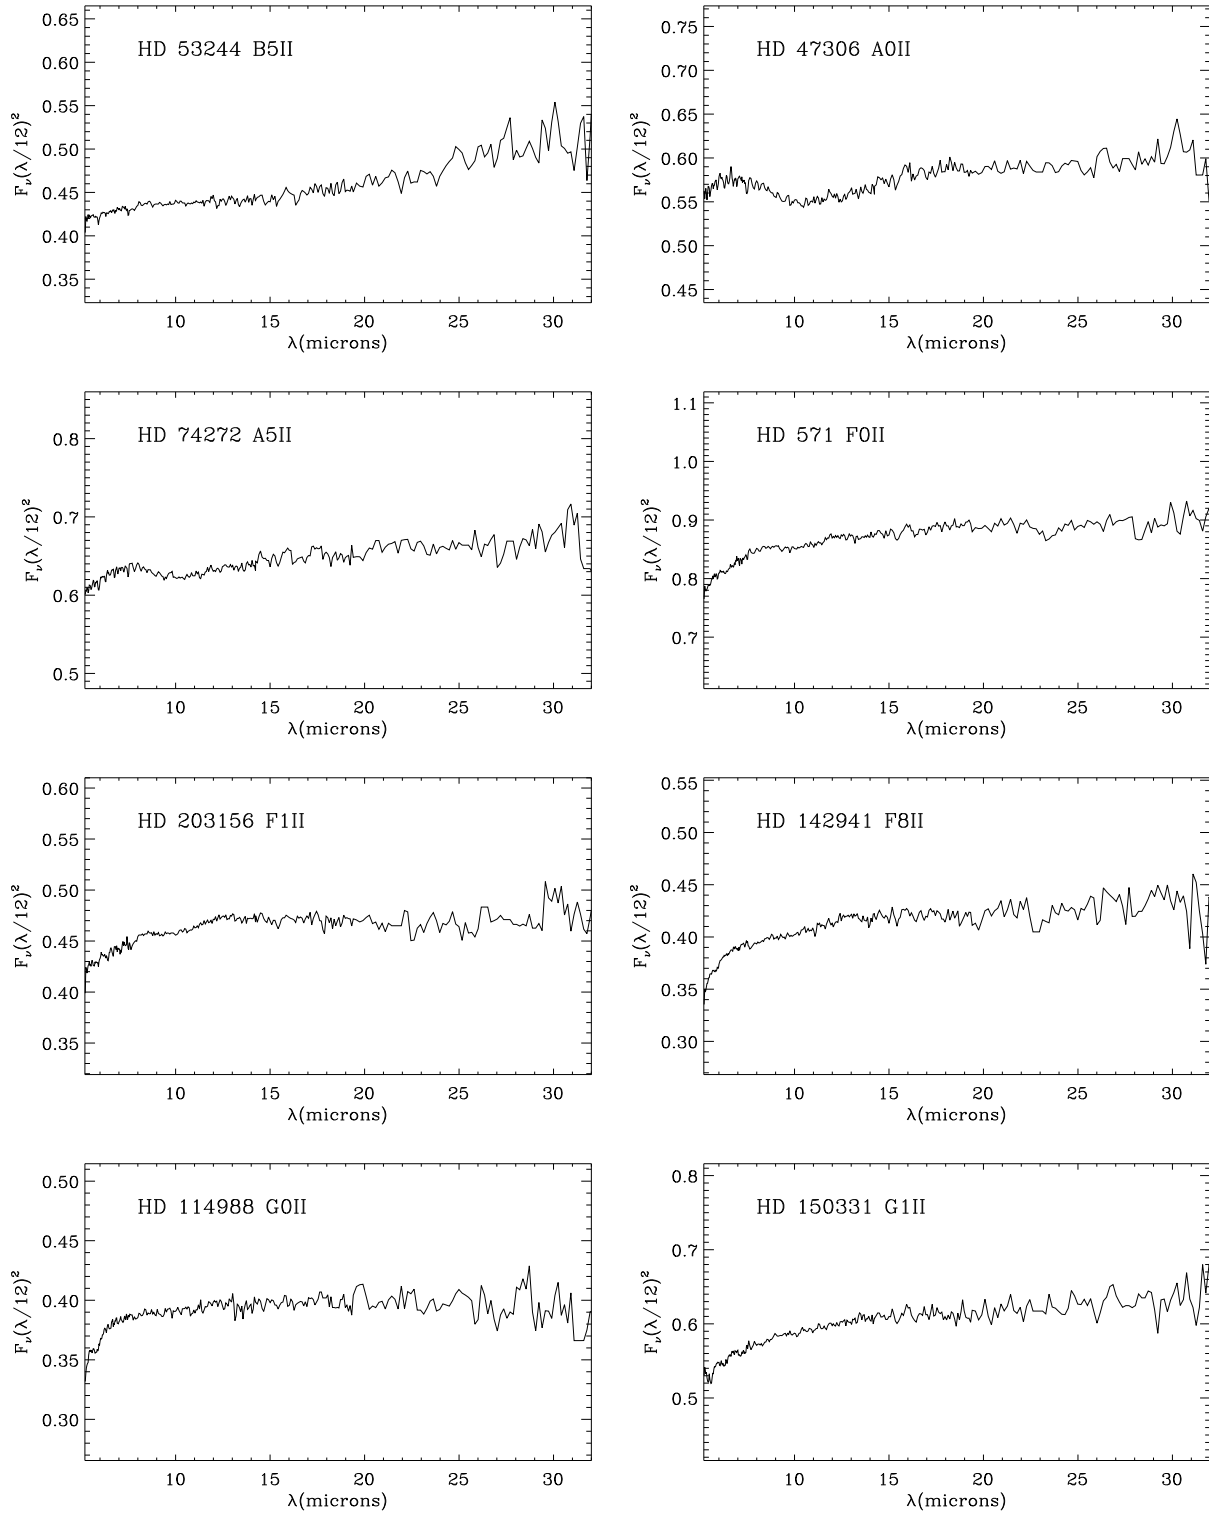 HD 53244 B5II
0.65
0.60
0.55
0.50
0.45
0.40
0.35
Fν(λ/12)²
10 15 20 25 30
λ(microns)
HD 47306 A0II
0.75
0.70
0.65
0.60
0.55
0.50
0.45
Fν(λ/12)²
10 15 20 25 30
λ(microns)
HD 74272 A5II
0.8
0.7
0.6
0.5
Fν(λ/12)²
10 15 20 25 30
λ(microns)
HD 571 F0II
1.1
1.0
0.9
0.8
0.7
Fν(λ/12)²
10 15 20 25 30
λ(microns)
HD 203156 F1II
0.60
0.55
0.50
0.45
0.40
0.35
Fν(λ/12)²
10 15 20 25 30
λ(microns)
HD 142941 F8II
0.55
0.50
0.45
0.40
0.35
0.30
Fν(λ/12)²
10 15 20 25 30
λ(microns)
HD 114988 G0II
0.50
0.45
0.40
0.35
0.30
Fν(λ/12)²
10 15 20 25 30
λ(microns)
HD 150331 G1II
0.8
0.7
0.6
0.5
Fν(λ/12)²
10 15 20 25 30
λ(microns)